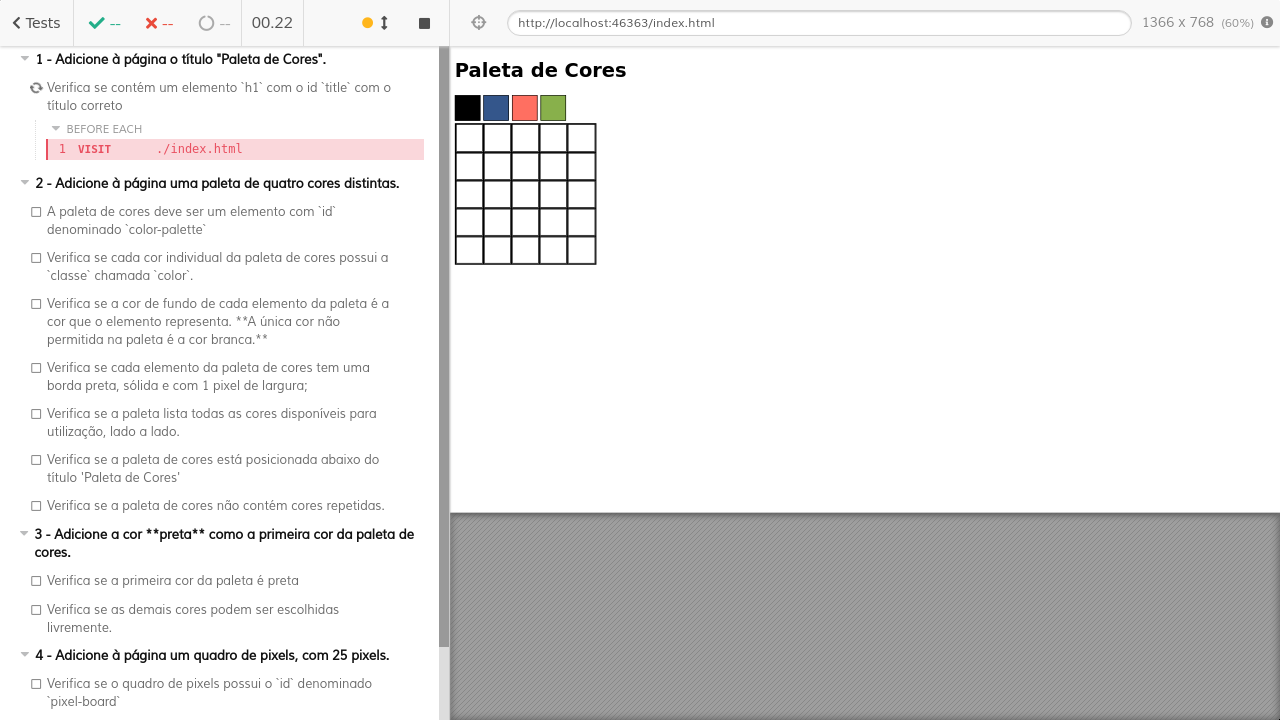 Tests
--
--
--
00.22
http://localhost:46363/index.html
1366 x 768 (60%)
1 - Adicione à página o título "Paleta de Cores".
Verifica se contém um elemento `h1` com o id `title` com o
título correto
BEFORE EACH
1 VISIT ./index.html
2 - Adicione à página uma paleta de quatro cores distintas.
A paleta de cores deve ser um elemento com `id`
denominado `color-palette`
Verifica se cada cor individual da paleta de cores possui a
`classe` chamada `color`.
Verifica se a cor de fundo de cada elemento da paleta é a
cor que o elemento representa. **A única cor não
permitida na paleta é a cor branca.**
Verifica se cada elemento da paleta de cores tem uma
borda preta, sólida e com 1 pixel de largura;
Verifica se a paleta lista todas as cores disponíveis para
utilização, lado a lado.
Verifica se a paleta de cores está posicionada abaixo do
título 'Paleta de Cores'
Verifica se a paleta de cores não contém cores repetidas.
3 - Adicione a cor **preta** como a primeira cor da paleta de
cores.
Verifica se a primeira cor da paleta é preta
Verifica se as demais cores podem ser escolhidas
livremente.
4 - Adicione à página um quadro de pixels, com 25 pixels.
Verifica se o quadro de pixels possui o `id` denominado
`pixel-board`
Paleta de Cores